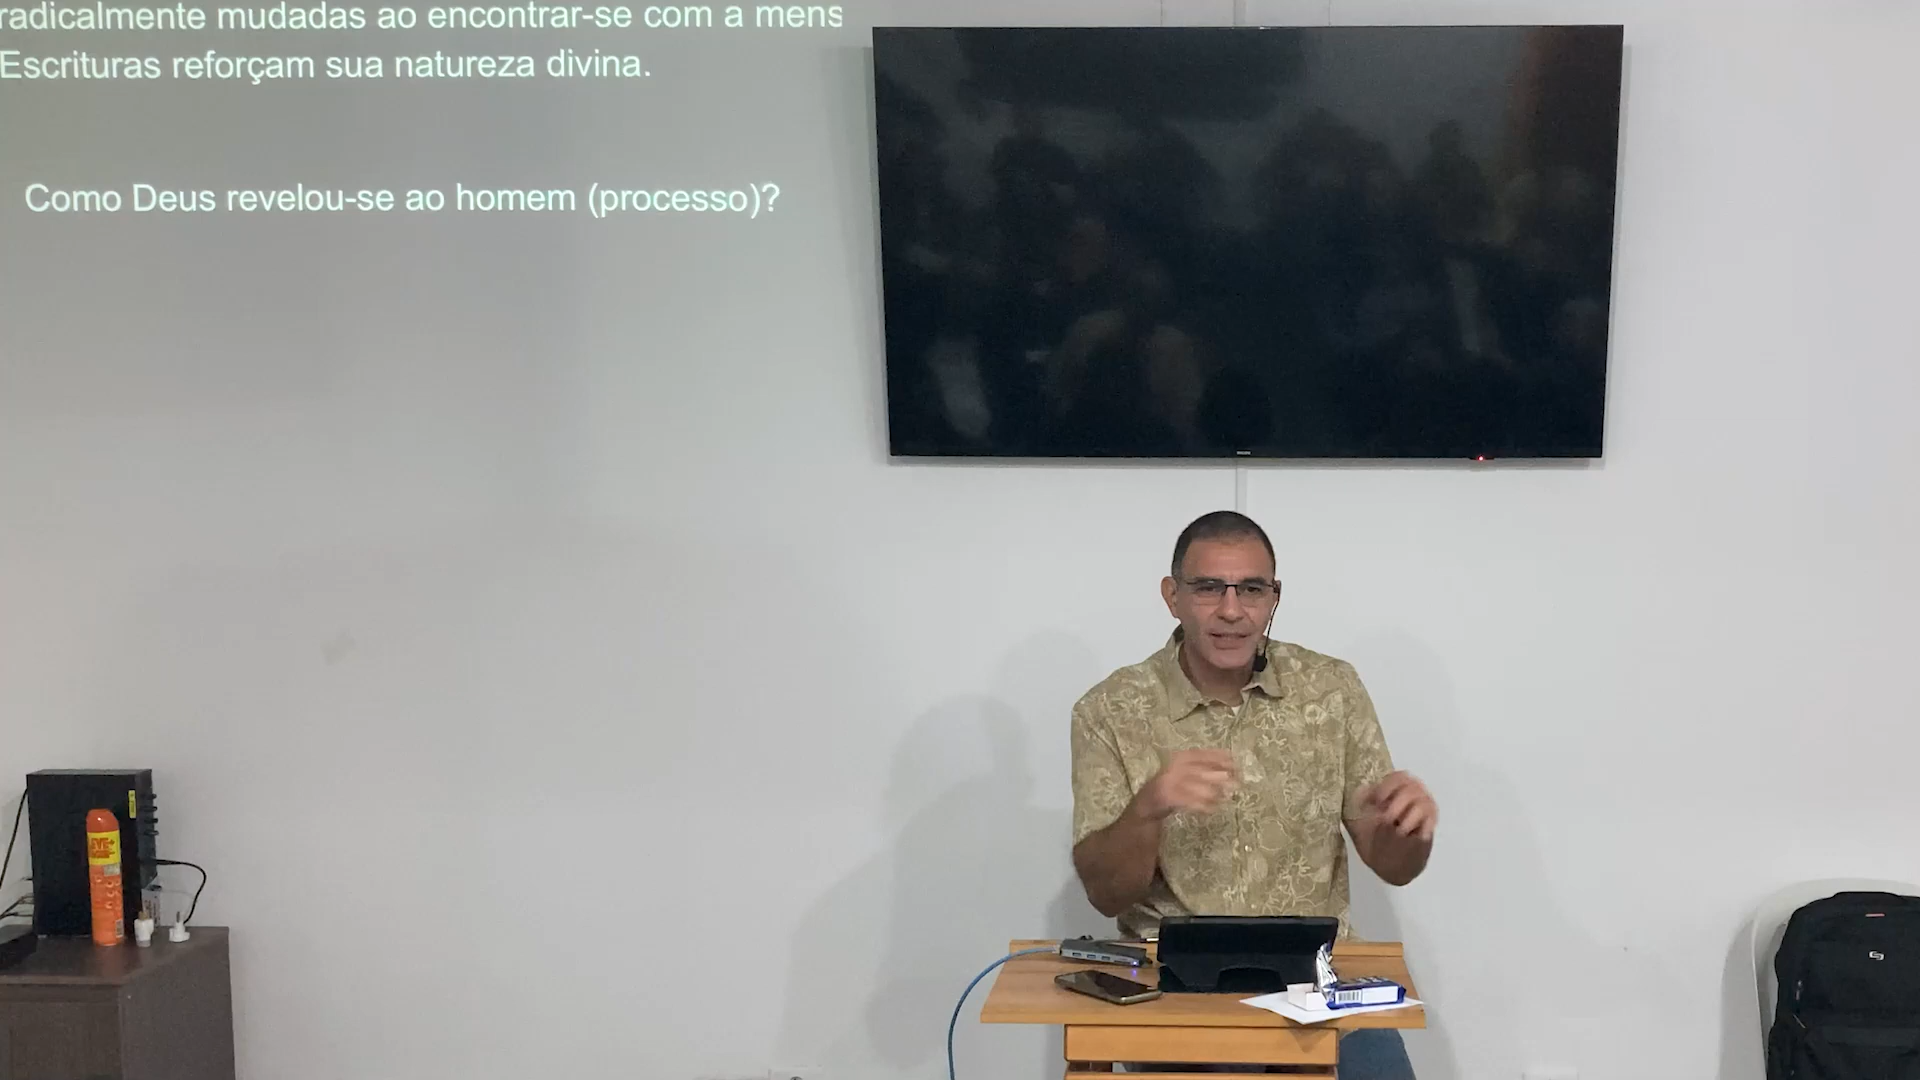 radicalmente mudadas ao encontrar-se com a mens
Escrituras reforçam sua natureza divina.
Como Deus revelou-se ao homem (processo)?